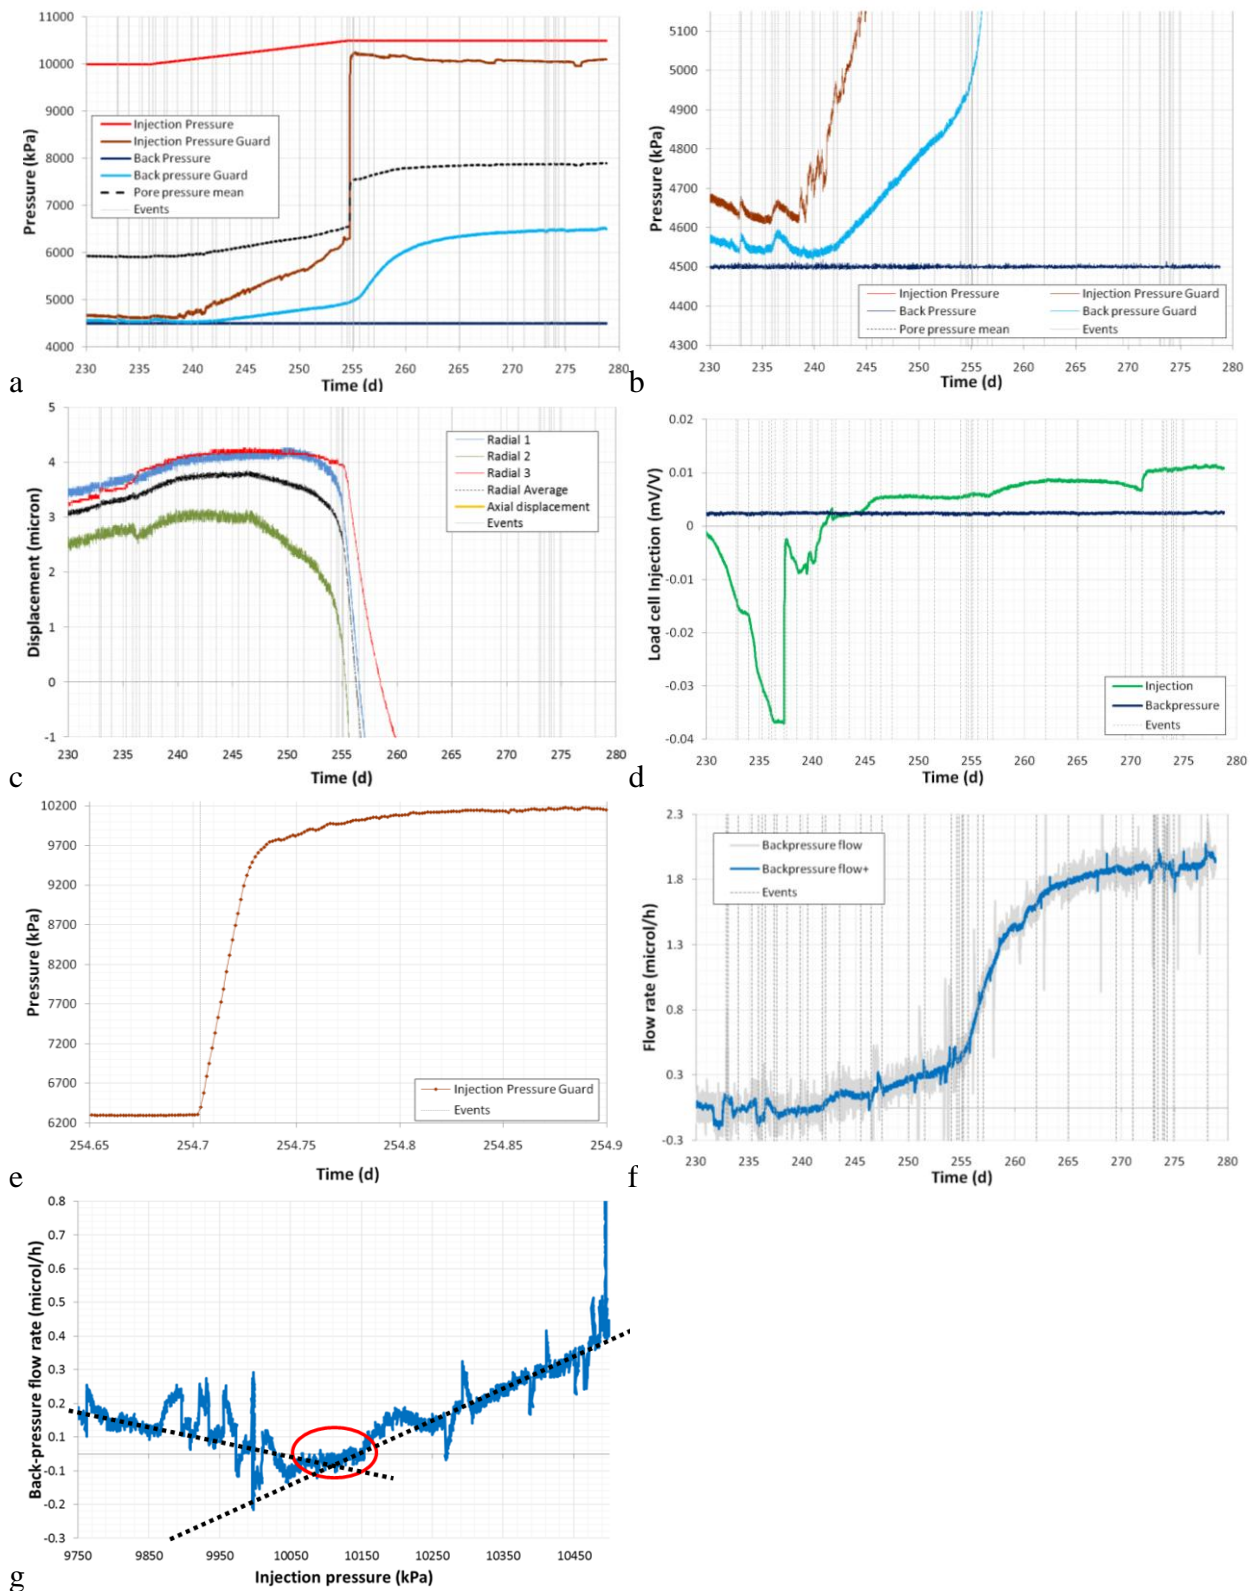 11000
10000
9000
8000
7000
6000
5000
4000
Pressure (kPa)
Injection Pressure
Injection Pressure Guard
Back Pressure
Back pressure Guard
Pore pressure mean
Events
230 235 240 245 250 255 260 265 270 275 280
Time (d)
a
5100
5000
4900
4800
4700
4600
4500
4400
4300
Pressure (kPa)
Injection Pressure Injection Pressure Guard
Back Pressure Back pressure Guard
Pore pressure mean Events
230 235 240 245 250 255 260 265 270 275 280
Time (d)
b
5
4
3
2
1
0
-1
Displacement (micron)
Radial 1
Radial 2
Radial 3
Radial Average
Axial displacement
Events
230 235 240 245 250 255 260 265 270 275 280
Time (d)
c
0.02
0.01
0
-0.01
-0.02
-0.03
-0.04
Load cell Injection (mV/V)
Injection
Backpressure
Events
230 235 240 245 250 255 260 265 270 275 280
Time (d)
d
10200
9700
9200
8700
8200
7700
7200
6700
6200
Pressure (kPa)
Injection Pressure Guard
Events
254.65 254.7 254.75 254.8 254.85 254.9
Time (d)
e
2.3
1.8
1.3
0.8
0.3
-0.3
Flow rate (microl/h)
Backpressure flow
Backpressure flow+
Events
230 235 240 245 250 255 260 265 270 275 280
Time (d)
f
0.8
0.7
0.6
0.5
0.4
0.3
0.2
0.1
-0.1
-0.2
-0.3
Back-pressure flow rate (microl/h)
9750 9850 9950 10050 10150 10250 10350 10450
Injection pressure (kPa)
g